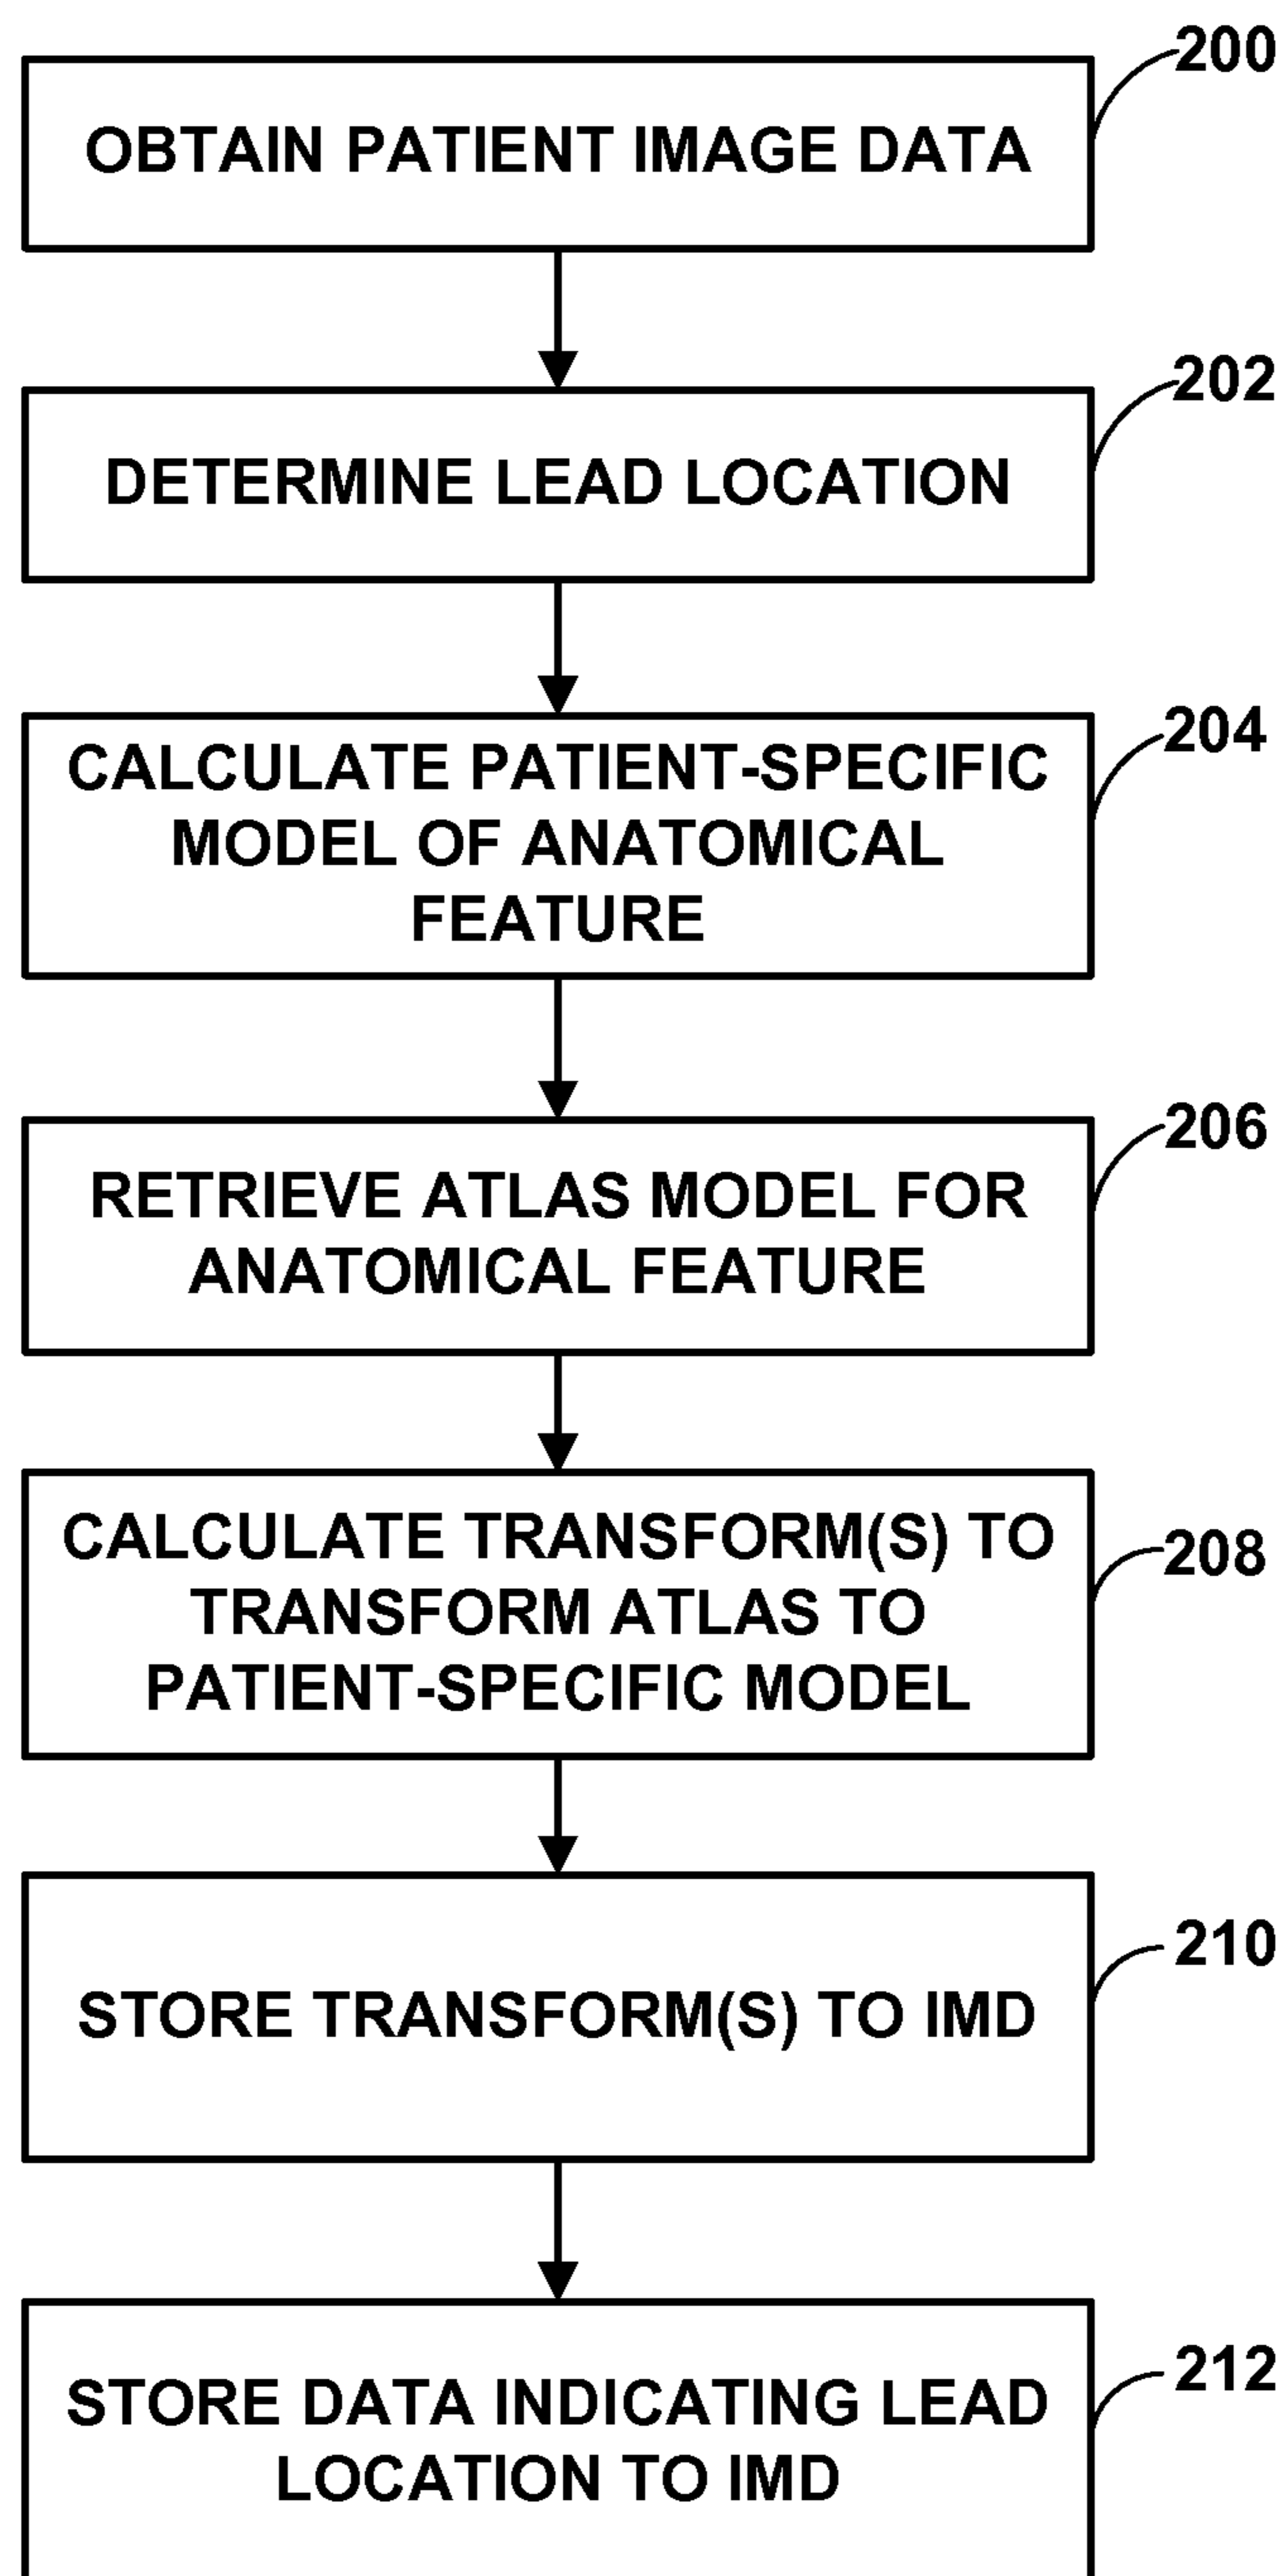 200
OBTAIN PATIENT IMAGE DATA
202
DETERMINE LEAD LOCATION
204
CALCULATE PATIENT-SPECIFIC
MODEL OF ANATOMICAL
FEATURE
206
RETRIEVE ATLAS MODEL FOR
ANATOMICAL FEATURE
208
CALCULATE TRANSFORM(S) TO
TRANSFORM ATLAS TO
PATIENT-SPECIFIC MODEL
210
STORE TRANSFORM(S) TO IMD
212
STORE DATA INDICATING LEAD
LOCATION TO IMD